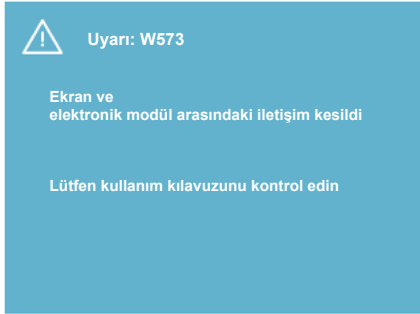 Uyarı: W573
Ekran ve
elektronik modül arasındaki iletişim kesildi
Lütfen kullanım kılavuzunu kontrol edin